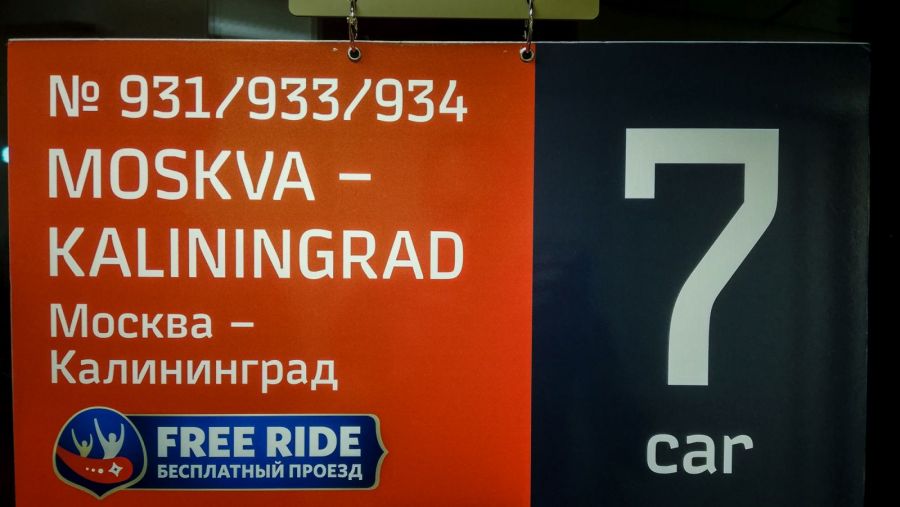 № 931/933/934
MOSKVA –
KALININGRAD
Москва –
Калининград
FREE RIDE
БЕСПЛАТНЫЙ ПРОЕЗД
7
car